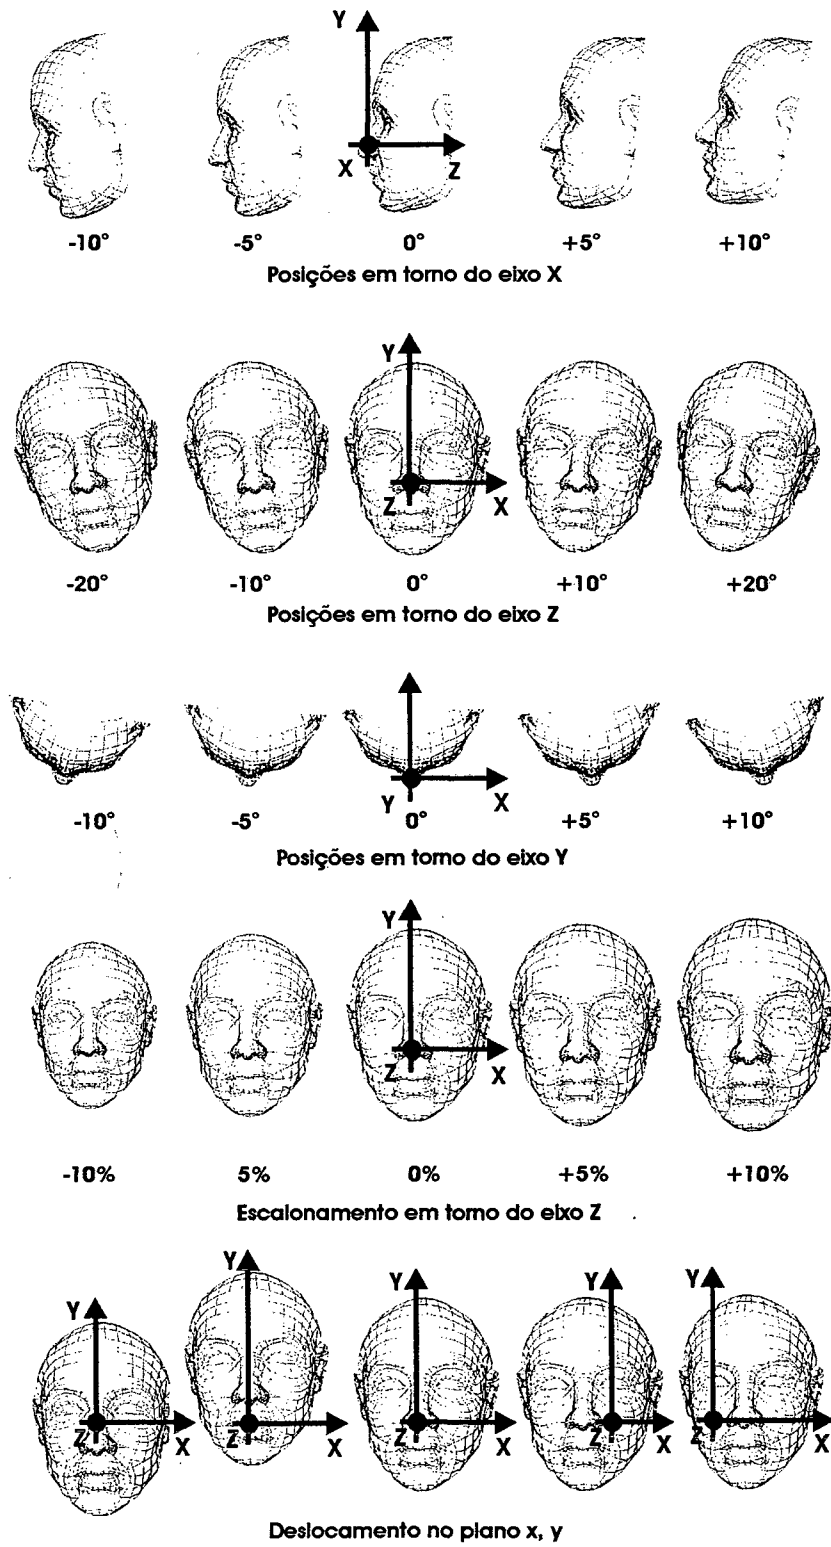 Y
X Z
-10° -5° 0° +5° +10°
Posições em torno do eixo X
Y
Z X
-20° -10° 0° +10° +20°
Posições em torno do eixo Z
Y X
-10° -5° 0° +5° +10°
Posições em torno do eixo Y
Y
Z X
-10% 5% 0% +5% +10%
Escalonamento em torno do eixo Z
Y Y Y Y Y
Z X Z X Z X Z X Z X
Deslocamento no plano x, y